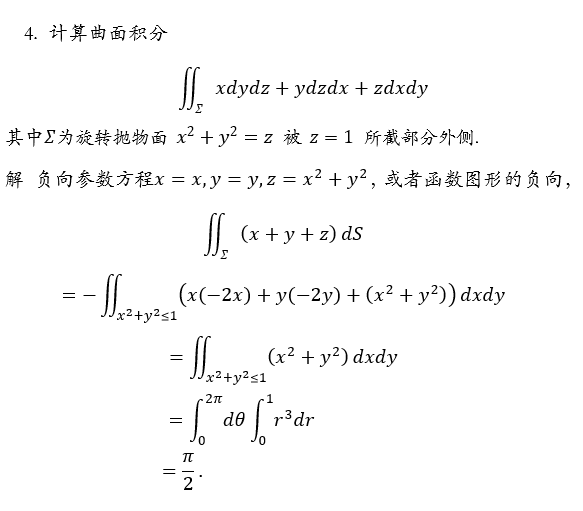 4. 计算曲面积分
∬_Σ xdydz + ydzdx + zdxdy
其中Σ为旋转抛物面 x² + y² = z 被 z = 1 所截部分外侧.
解 负向参数方程x = x, y = y, z = x² + y², 或者函数图形的负向,
∬_Σ (x + y + z) dS
= −∬_{x²+y²≤1} (x(−2x) + y(−2y) + (x² + y²)) dxdy
= ∬_{x²+y²≤1} (x² + y²) dxdy
= ∫₀^{2π} dθ ∫₀¹ r³dr
= π/2.